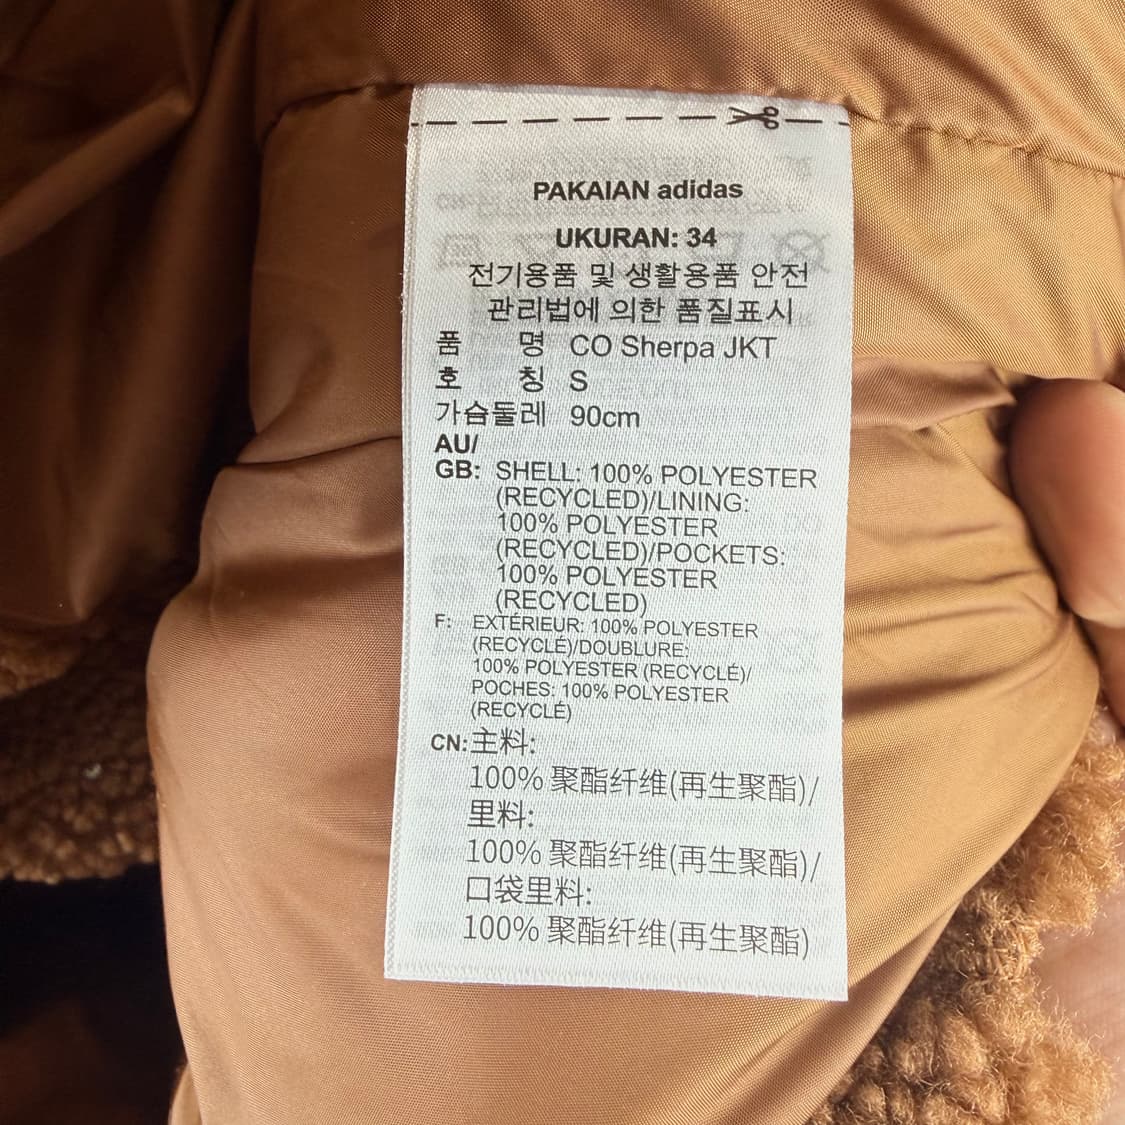 PAKAIAN adidas
UKURAN: 34
전기용품 및 생활용품 안전
관리법에 의한 품질표시
품 명 CO Sherpa JKT
호 칭 S
가슴둘레 90cm
AU/
GB: SHELL: 100% POLYESTER
(RECYCLED)/LINING:
100% POLYESTER
(RECYCLED)/POCKETS:
100% POLYESTER
(RECYCLED)
F: EXTÉRIEUR: 100% POLYESTER
(RECYCLÉ)/DOUBLURE:
100% POLYESTER (RECYCLÉ)/
POCHES: 100% POLYESTER
(RECYCLÉ)
CN: 主料:
100% 聚酯纤维(再生聚酯)/
里料:
100% 聚酯纤维(再生聚酯)/
口袋里料:
100% 聚酯纤维(再生聚酯)